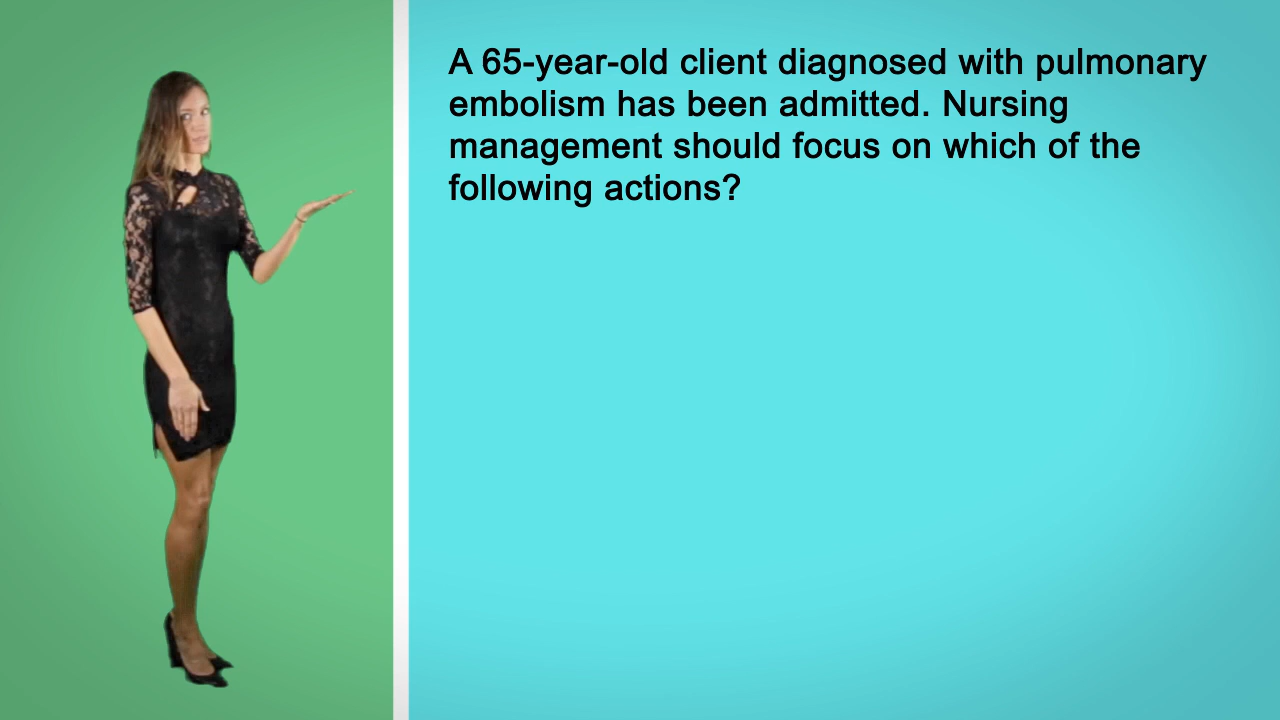 A 65-year-old client diagnosed with pulmonary
embolism has been admitted. Nursing
management should focus on which of the
following actions?